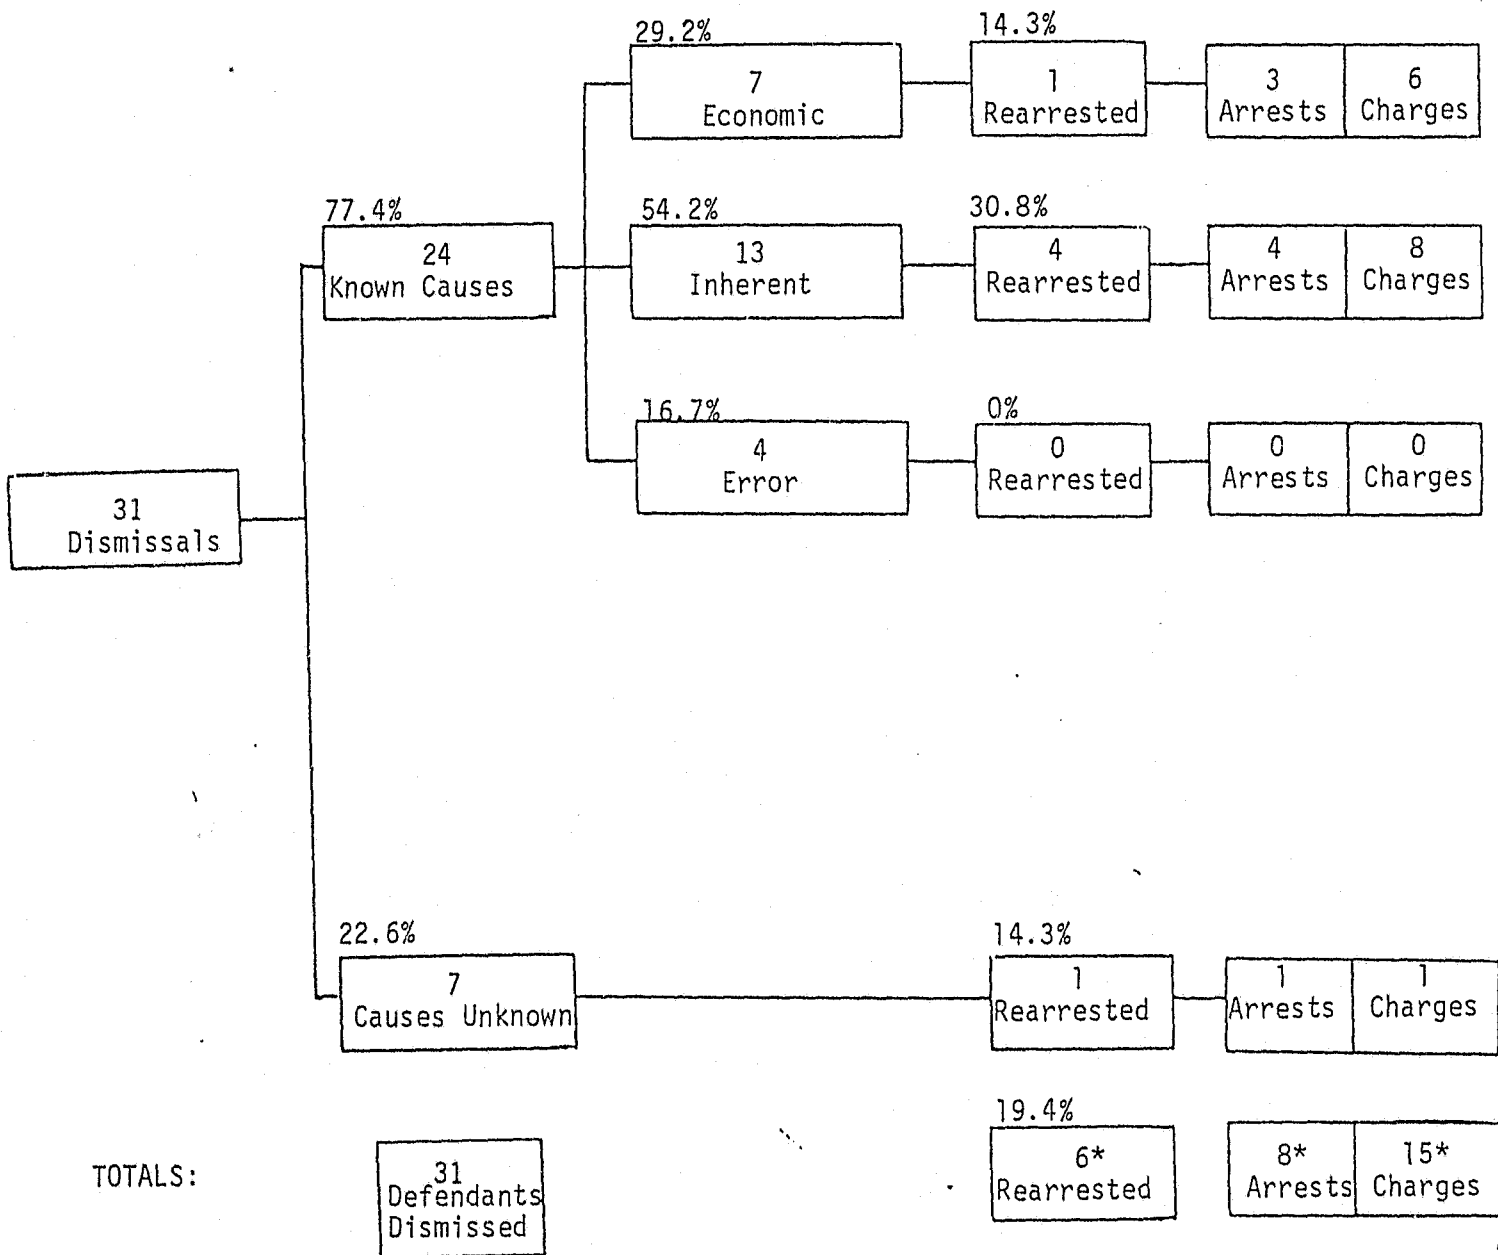 29.2%
14.3%
7
Economic
1
Rearrested
3
Arrests
6
Charges
77.4%
54.2%
30.8%
24
Known Causes
13
Inherent
4
Rearrested
4
Arrests
8
Charges
16.7%
0%
4
Error
0
Rearrested
0
Arrests
0
Charges
31
Dismissals
22.6%
14.3%
7
Causes Unknown
1
Rearrested
1
Arrests
1
Charges
19.4%
TOTALS:
31
Defendants
Dismissed
6*
Rearrested
8*
Arrests
15*
Charges